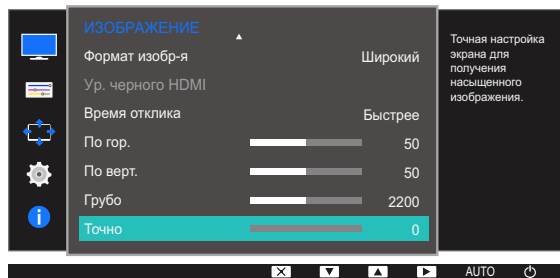 ИЗОБРАЖЕНИЕ
Формат изобр-я Широкий
Ур. черного HDMI
Время отклика Быстрее
По гор. 50
По верт. 50
Грубо 2200
Точно 0
Точная настройка
экрана для
получения
насыщенного
изображения.
AUTO